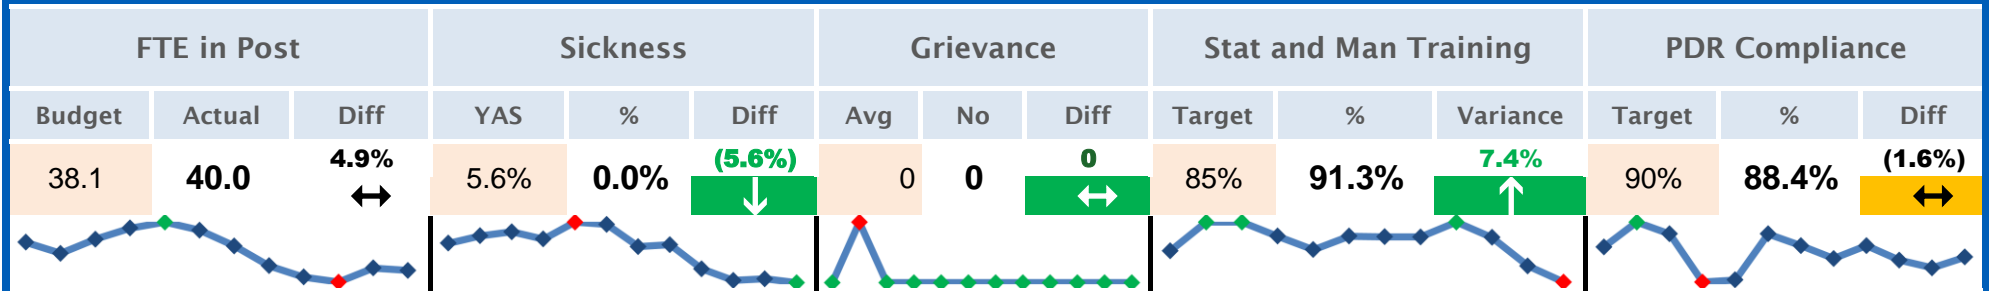 FTE in Post Sickness Grievance Stat and Man Training PDR Compliance
Budget Actual Diff YAS % Diff Avg No Diff Target % Variance Target % Diff
4.9% (5.6%) 0 7.4% (1.6%)
38.1 40.0 5.6% 0.0% 0 0 85% 91.3% 90% 88.4%